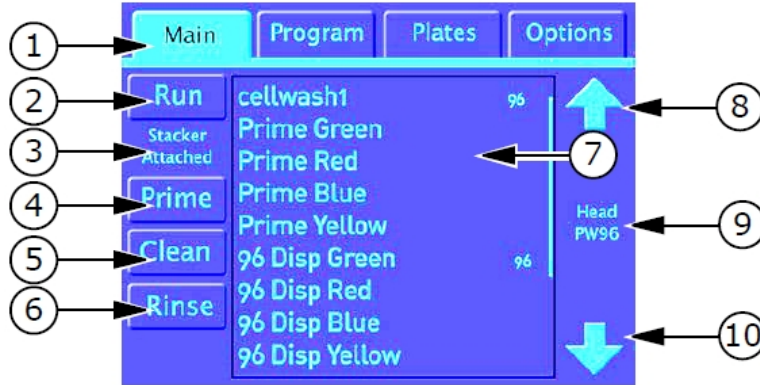 Main Program Plates Options
1
2
3
4
5
6
7
8
9
10
Run
Stacker
Attached
Prime
Clean
Rinse
cellwash1 96
Prime Green
Prime Red
Prime Blue
Prime Yellow
96 Disp Green 96
96 Disp Red
96 Disp Blue
96 Disp Yellow
Head
PW96